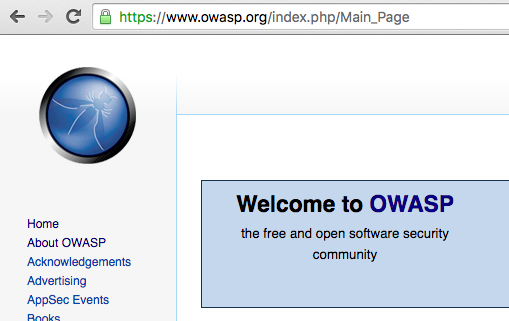 https://www.owasp.org/index.php/Main_Page
Home
About OWASP
Acknowledgements
Advertising
AppSec Events
Books
Welcome to OWASP
the free and open software security
community